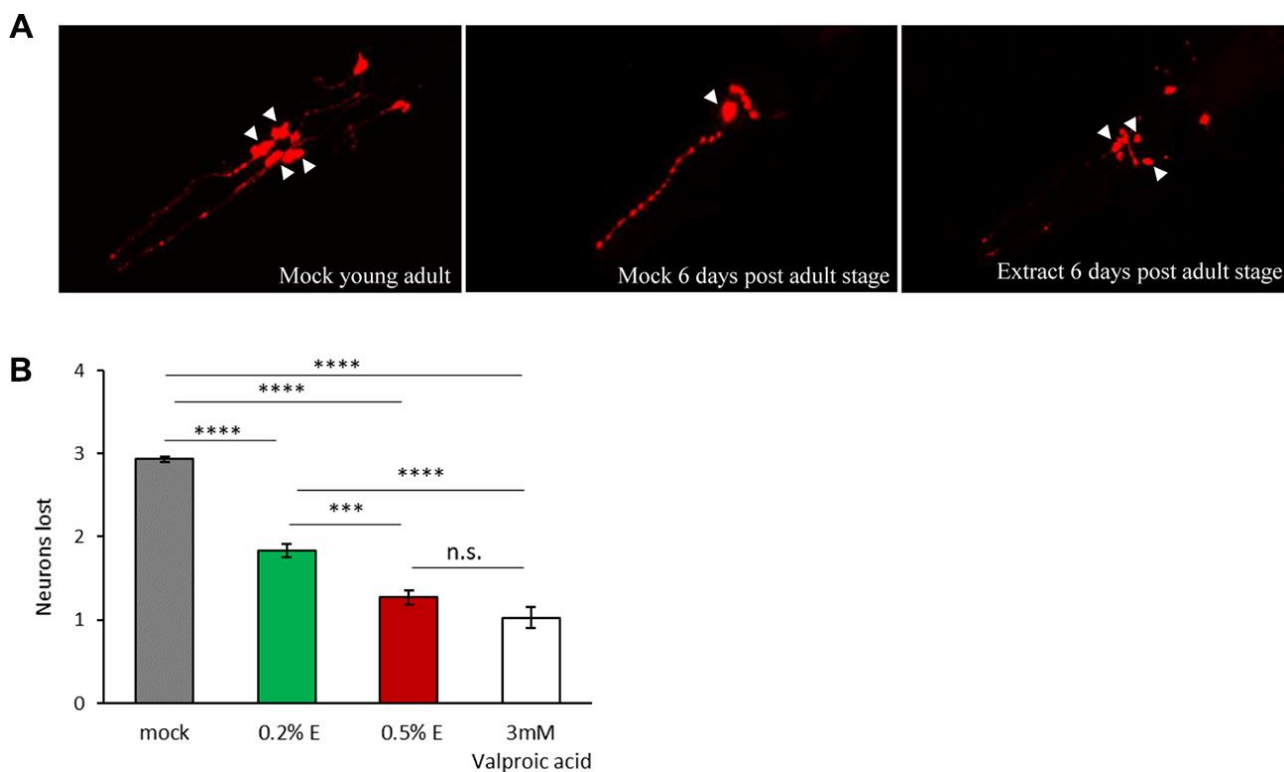 A
Mock young adult
Mock 6 days post adult stage
Extract 6 days post adult stage
B
4
3
2
1
0
Neurons lost
****
****
****
****
***
n.s.
mock
0.2% E
0.5% E
3mM
Valproic acid